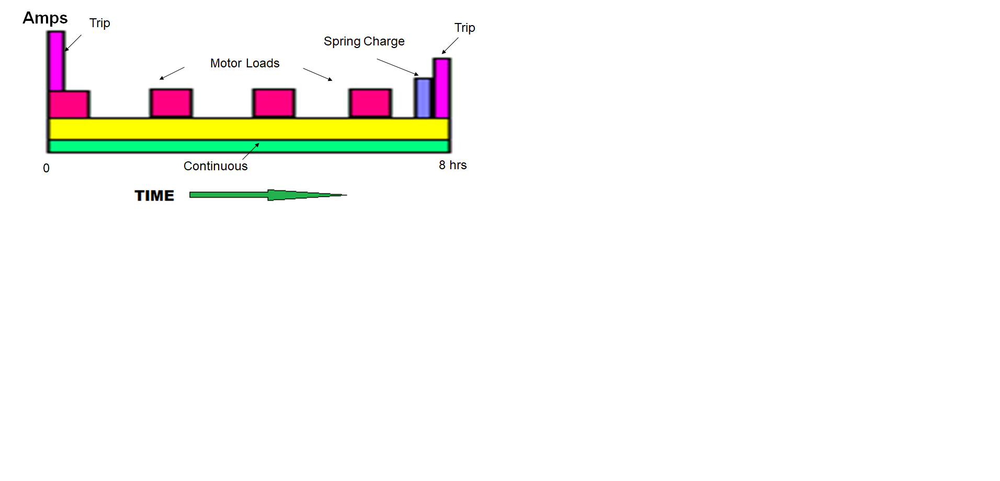 Amps
Trip
Trip
Spring Charge
Motor Loads
Continuous
0
8 hrs
TIME